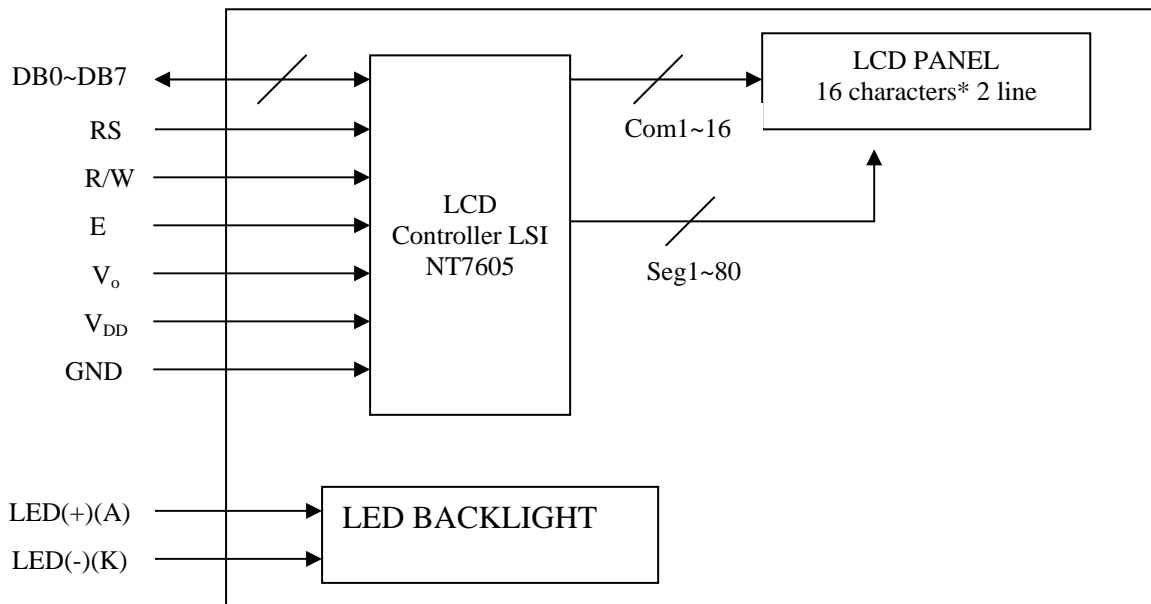 DB0~DB7
RS
R/W
E
Vo
VDD
GND
LCD
Controller LSI
NT7605
Com1~16
Seg1~80
LCD PANEL
16 characters* 2 line
LED(+)(A)
LED(-)(K)
LED BACKLIGHT